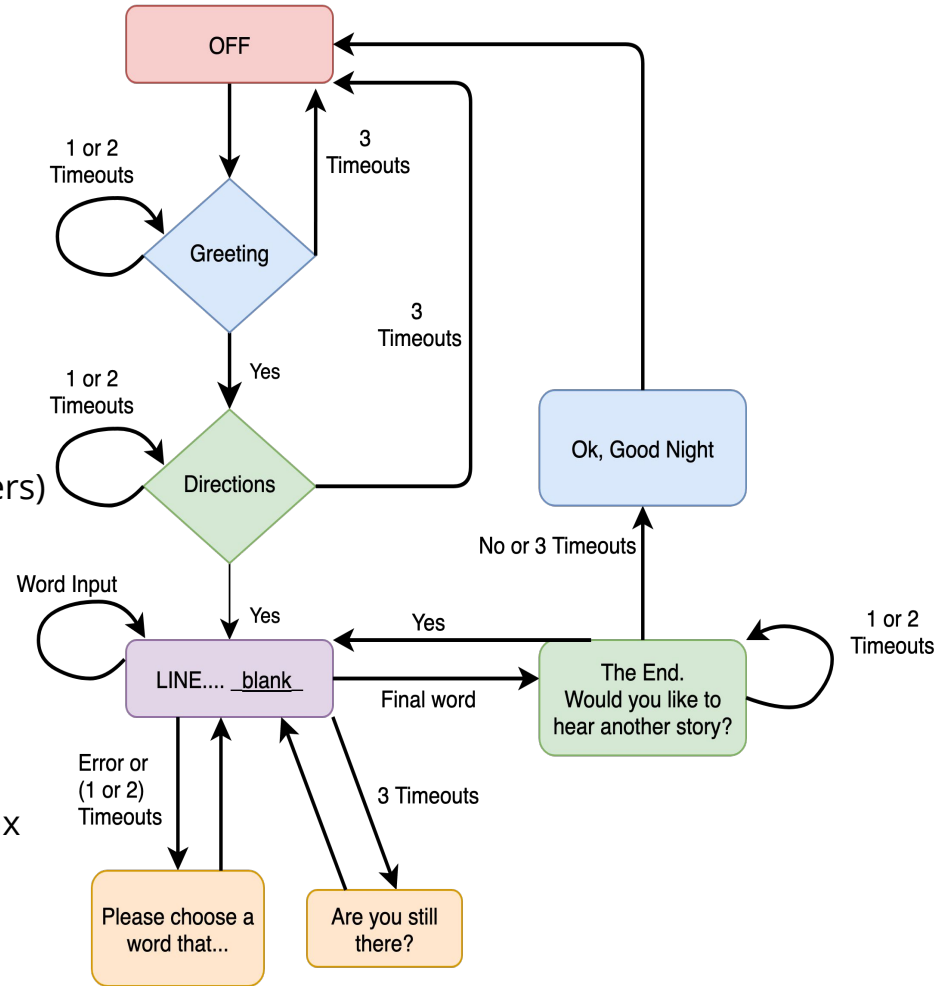 OFF
3
Timeouts
1 or 2
Timeouts
Greeting
3
Timeouts
Yes
1 or 2
Timeouts
Directions
ers)
Ok, Good Night
No or 3 Timeouts
Word Input
Yes
Yes
1 or 2
Timeouts
LINE.... _blank_
The End.
Would you like to
hear another story?
Final word
Error or
(1 or 2)
Timeouts
3 Timeouts
x
Please choose a
word that...
Are you still
there?